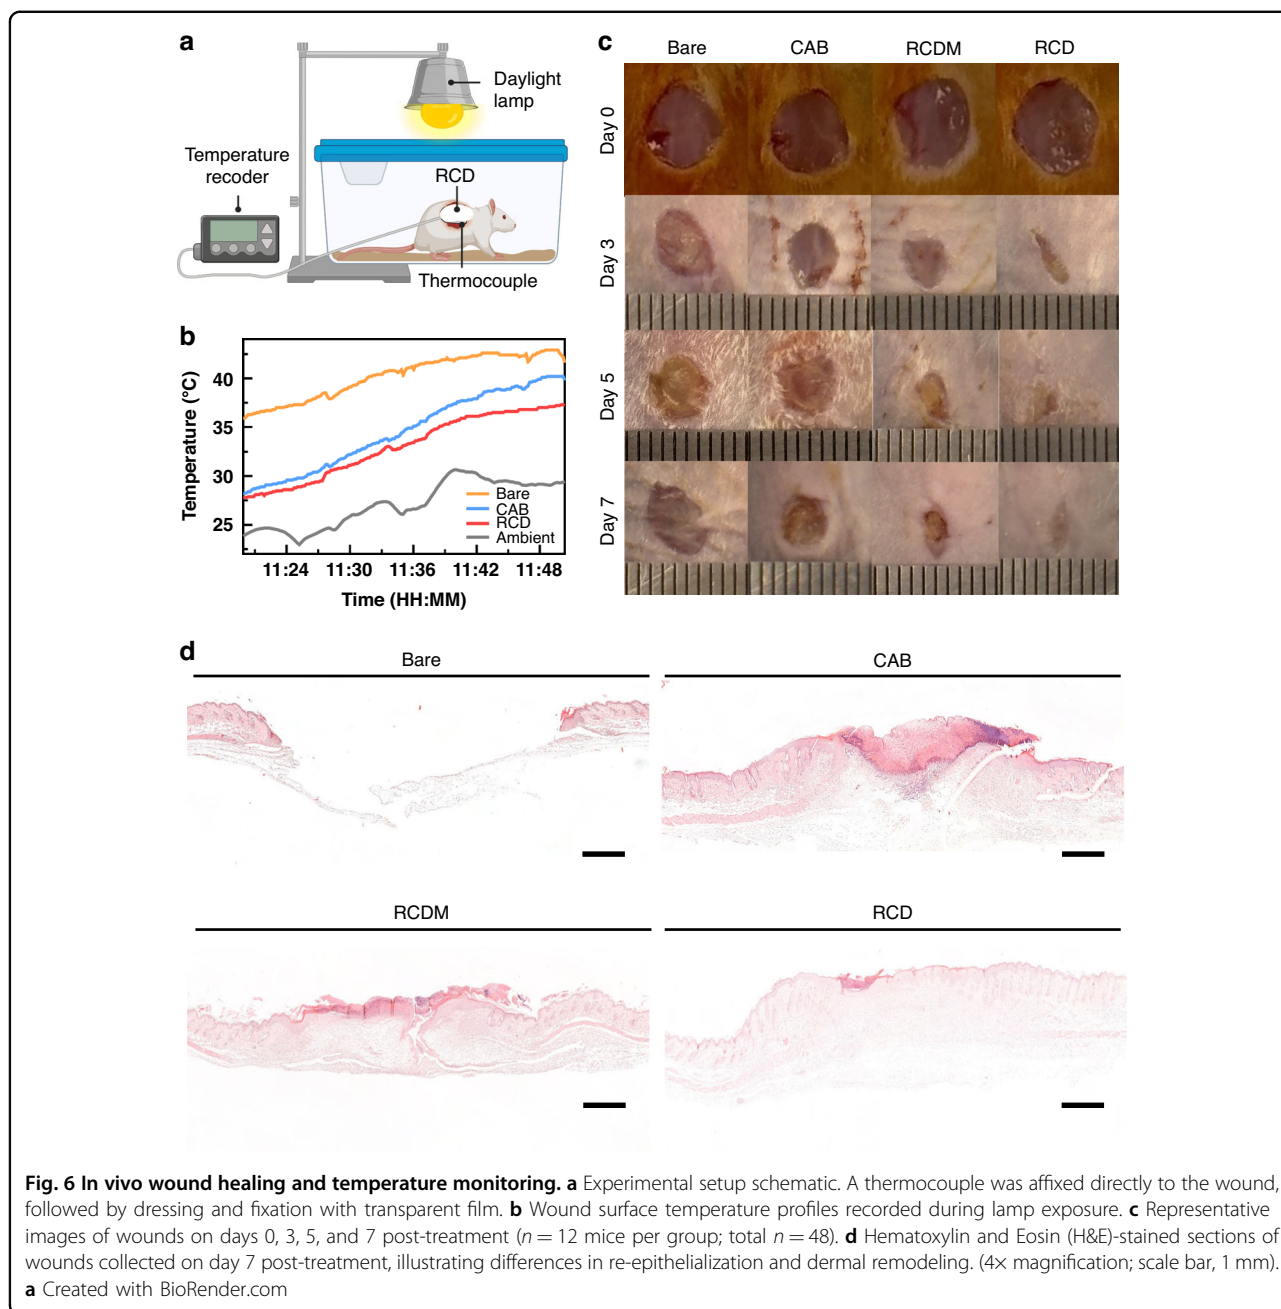 a
Daylight
lamp
Temperature
recoder
RCD
Thermocouple
b
Temperature (°C)
40
35
30
25
Bare
CAB
RCD
Ambient
11:24 11:30 11:36 11:42 11:48
Time (HH:MM)
c
Bare CAB RCDM RCD
Day 0
Day 3
Day 5
Day 7
d
Bare CAB
RCDM RCD
Fig. 6 In vivo wound healing and temperature monitoring. a Experimental setup schematic. A thermocouple was affixed directly to the wound,
followed by dressing and fixation with transparent film. b Wound surface temperature profiles recorded during lamp exposure. c Representative
images of wounds on days 0, 3, 5, and 7 post-treatment (n = 12 mice per group; total n = 48). d Hematoxylin and Eosin (H&E)-stained sections of
wounds collected on day 7 post-treatment, illustrating differences in re-epithelialization and dermal remodeling. (4× magnification; scale bar, 1 mm).
a Created with BioRender.com